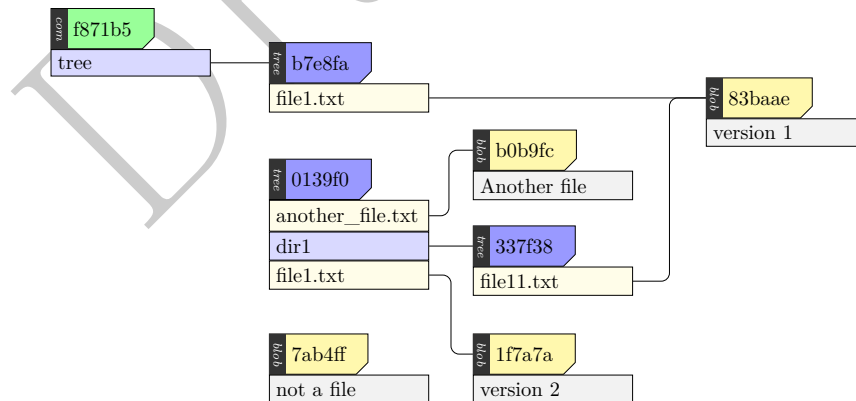 com f871b5
tree
tree b7e8fa
file1.txt
blob 83baae
version 1
blob b0b9fc
Another file
tree 0139f0
another_file.txt
dir1
file1.txt
tree 337f38
file11.txt
blob 7ab4ff
not a file
blob 1f7a7a
version 2